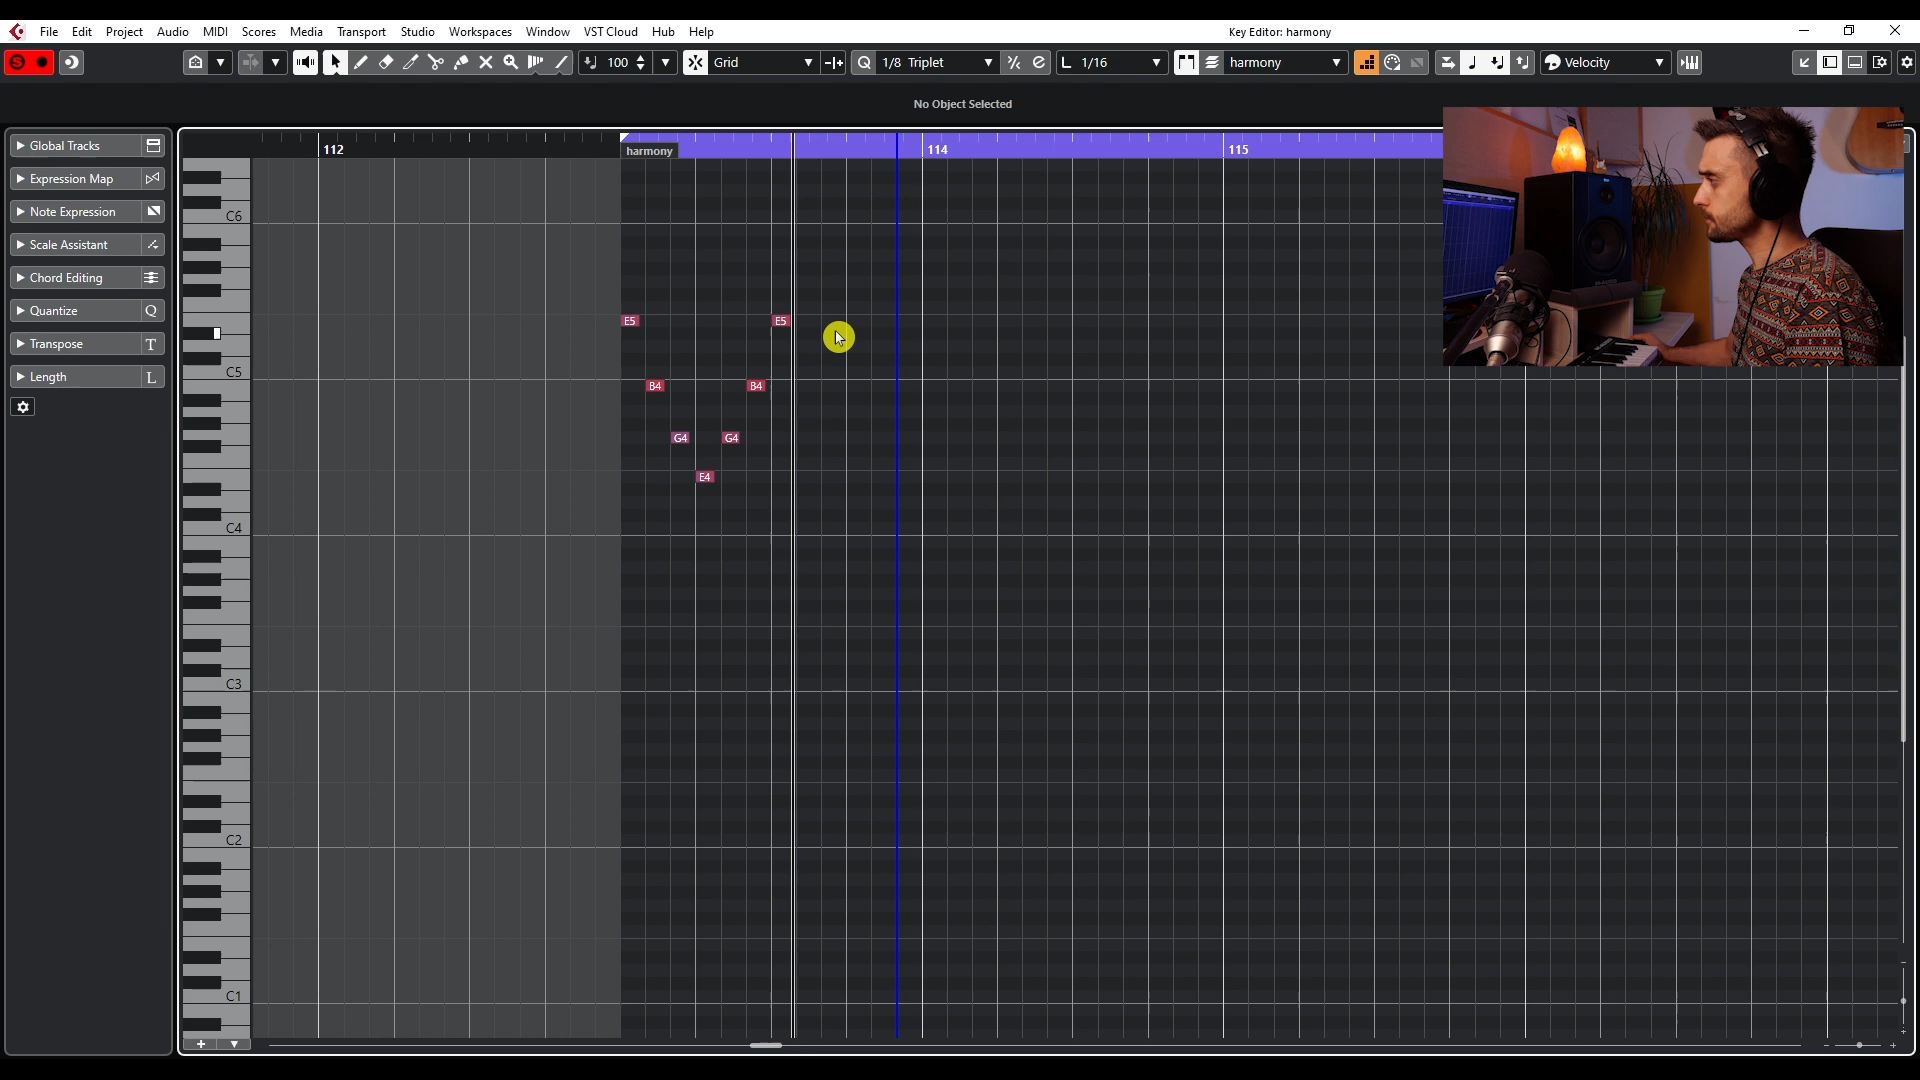 File Edit Project Audio MIDI Scores Media Transport Studio Workspaces Window VST Cloud Hub Help
Key Editor: harmony
S
100
Grid
Q 1/8 Triplet
L 1/16
harmony
Velocity
No Object Selected
Global Tracks
Expression Map
Note Expression
Scale Assistant
Chord Editing
Quantize Q
Transpose T
Length L
112
114
115
harmony
C6
E5
E5
C5
B4
B4
G4
G4
E4
C4
C3
C2
C1